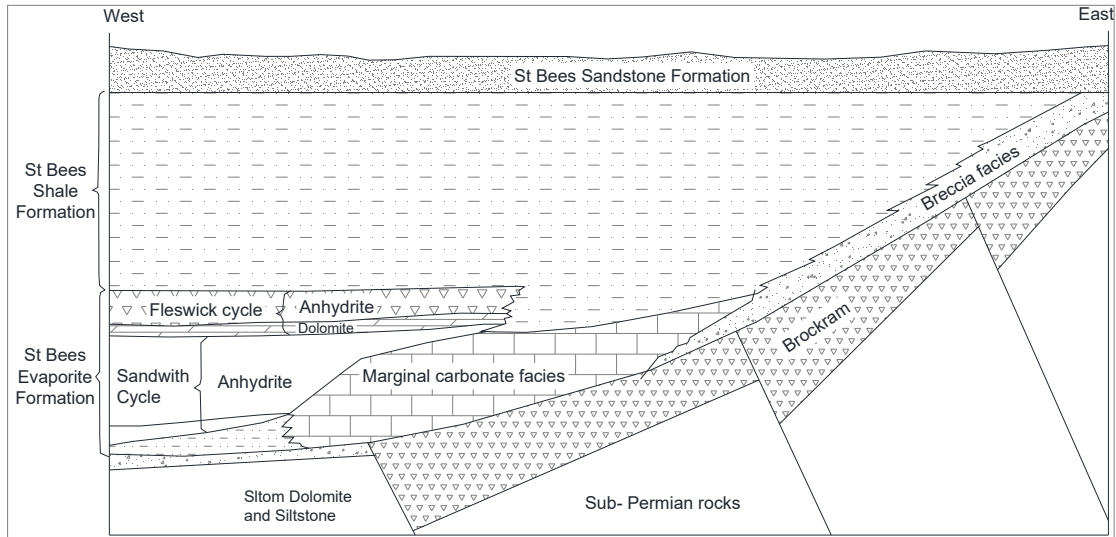 West
East
St Bees Sandstone Formation
St Bees
Shale
Formation
Breccia facies
Fleswick cycle
Anhydrite
Dolomite
Brockram
St Bees
Evaporite
Formation
Sandwith
Cycle
Anhydrite
Marginal carbonate facies
Sltom Dolomite
and Siltstone
Sub- Permian rocks